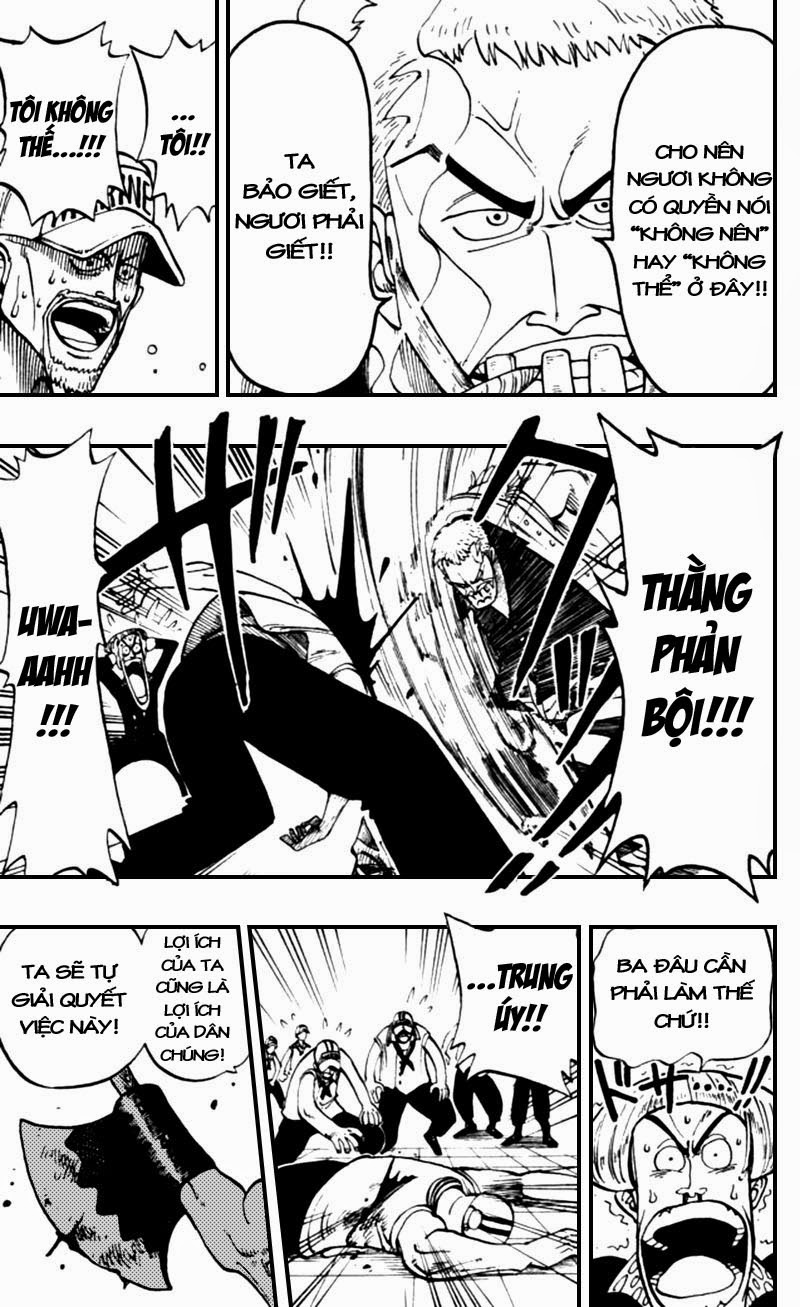 CHO NÊN
NGƯƠI KHÔNG
CÓ QUYỀN NÓI
“KHÔNG NÊN”
HAY “KHÔNG
THỂ” Ở ĐÂY!!
TA
BẢO GIẾT,
NGƯƠI PHẢI
GIẾT!!
...
TÔI!!
TÔI KHÔNG
THỂ....!!!
THẰNG
PHẢN
BỘI!!!
UWA-
AAHH
!!!
BA ĐÂU CẦN
PHẢI LÀM THẾ
CHỨ!!
ドサ....!!
...TRUNG
ÚY!!
LỢI ÍCH
CỦA TA
CŨNG LÀ
LỢI ÍCH
CỦA DÂN
CHÚNG!
TA SẼ TỰ
GIẢI QUYẾT
VIỆC NÀY!